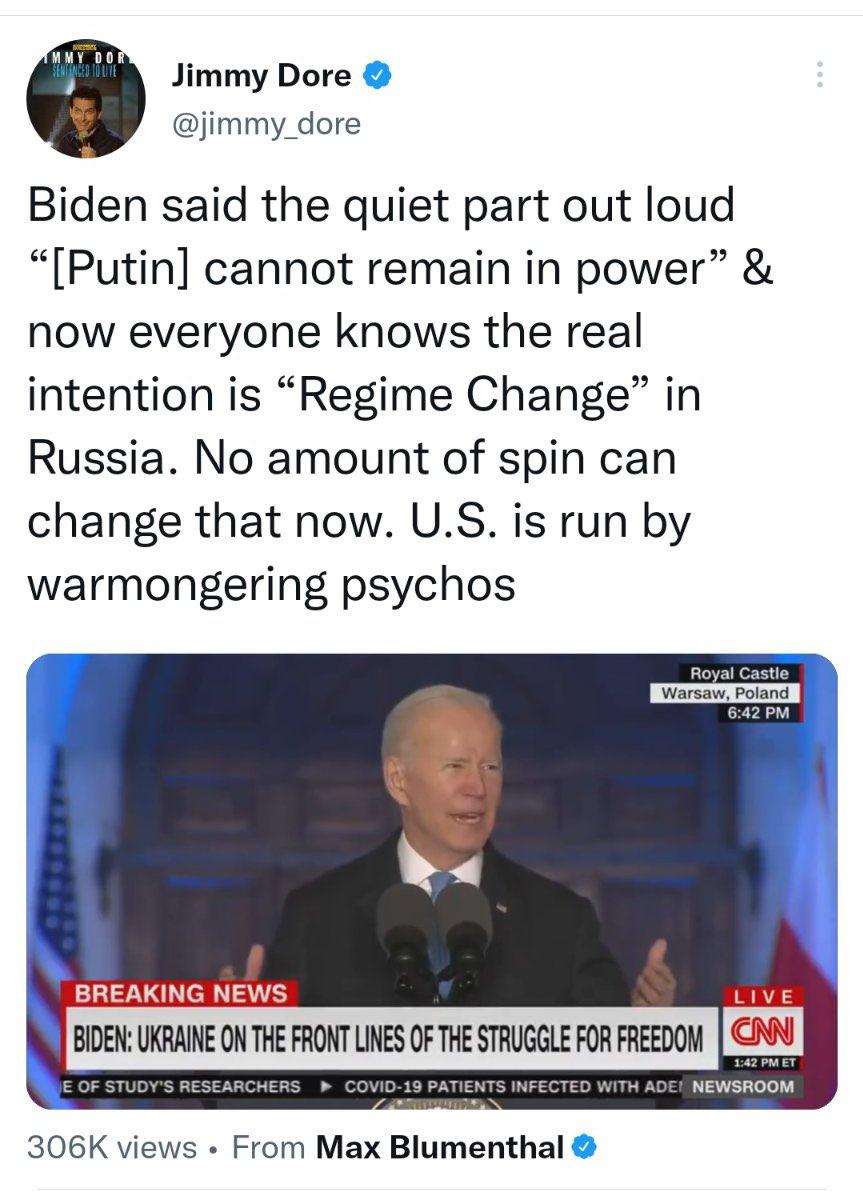 IMMY DOR
SENTENCED TO LIVE
Jimmy Dore
@jimmy_dore
Biden said the quiet part out loud
“[Putin] cannot remain in power” &
now everyone knows the real
intention is “Regime Change” in
Russia. No amount of spin can
change that now. U.S. is run by
warmongering psychos
Royal Castle
Warsaw, Poland
6:42 PM
BREAKING NEWS
BIDEN: UKRAINE ON THE FRONT LINES OF THE STRUGGLE FOR FREEDOM
LIVE
CNN
1:42 PM ET
E OF STUDY'S RESEARCHERS ▶ COVID-19 PATIENTS INFECTED WITH ADE NEWSROOM
306K views • From Max Blumenthal